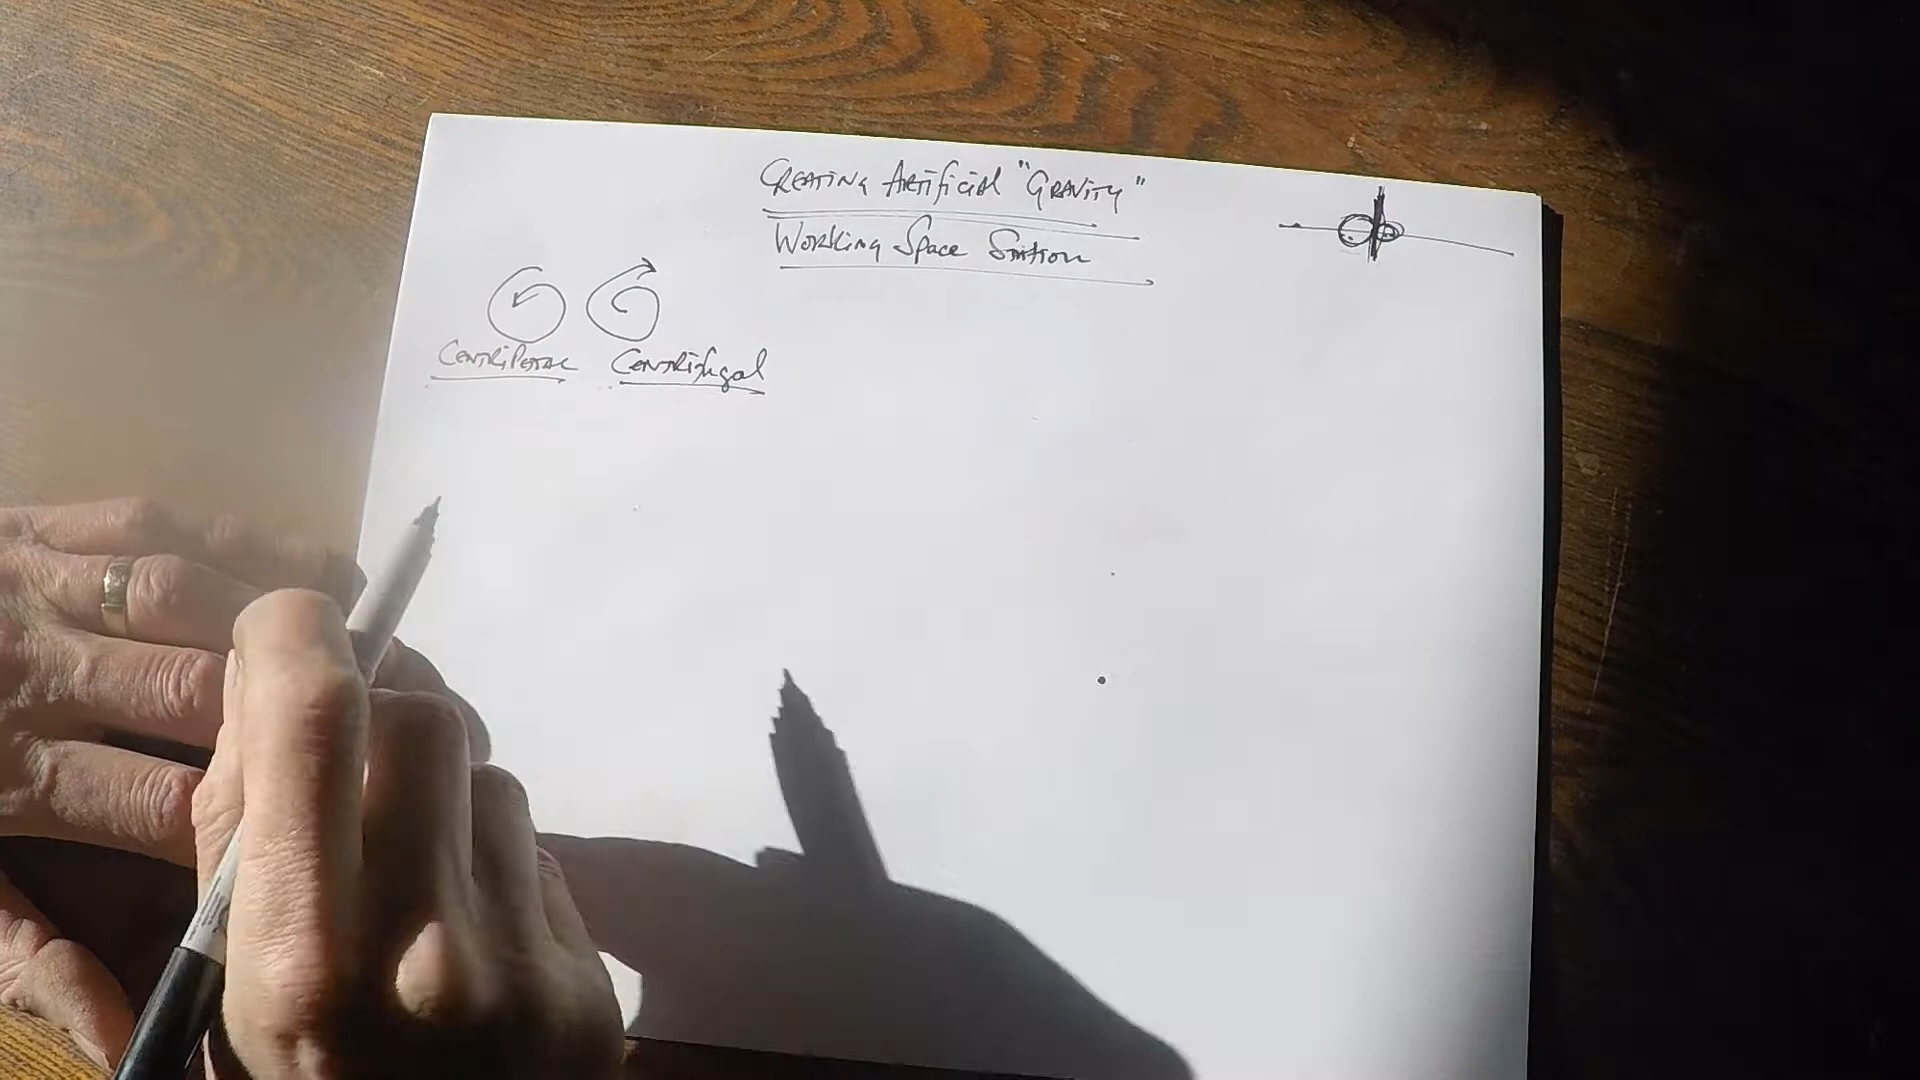 Creating Artificial "Gravity"
Working Space Station
Centripetal Centrifugal